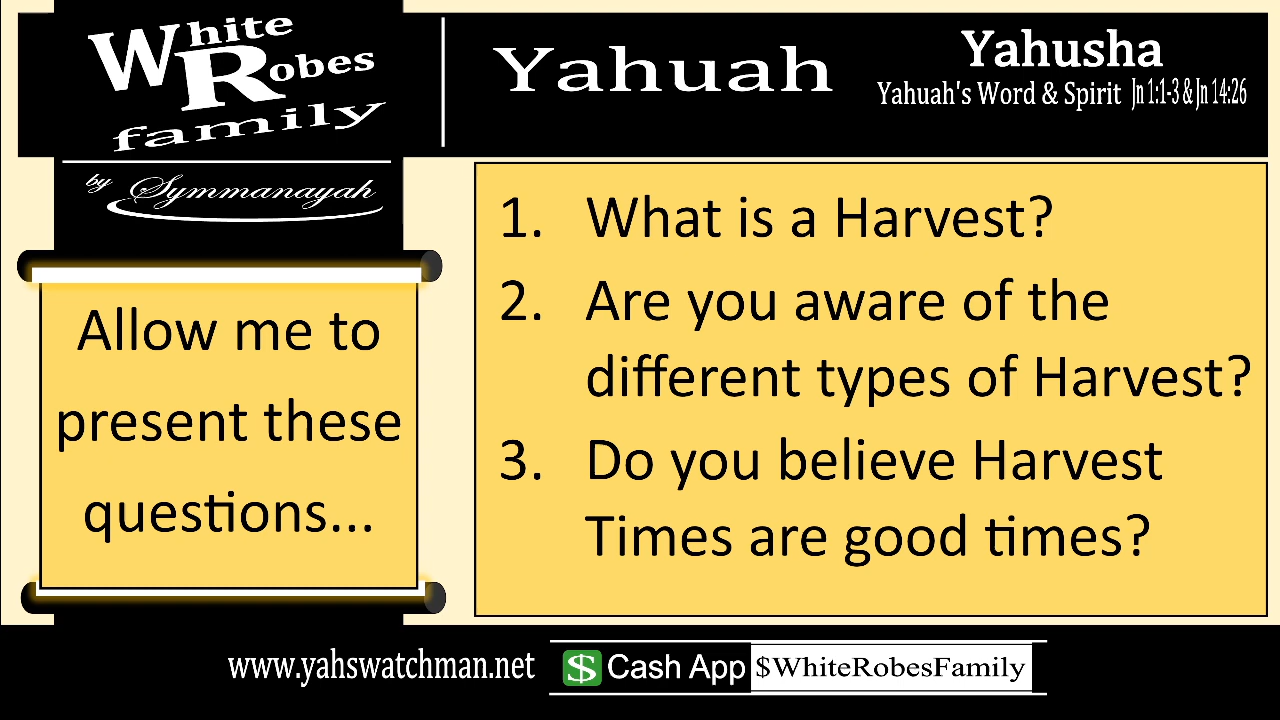 White
Robes
family
by Symmanayah
Yahuah
Yahusha
Yahuah's Word & Spirit Jn 1:1-3 & Jn 14:26
Allow me to
present these
questions...
1. What is a Harvest?
2. Are you aware of the
different types of Harvest?
3. Do you believe Harvest
Times are good times?
www.yahswatchman.net
$ Cash App $WhiteRobesFamily